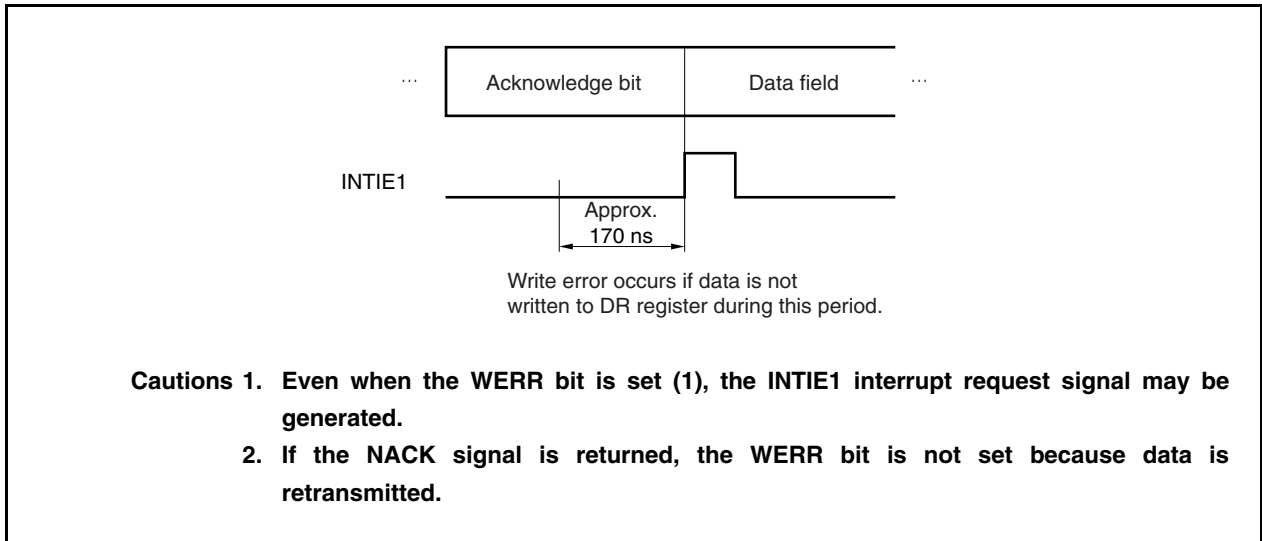 … Acknowledge bit Data field …
INTIE1
Approx.
170 ns
Write error occurs if data is not
written to DR register during this period.
Cautions 1. Even when the WERR bit is set (1), the INTIE1 interrupt request signal may be
generated.
2. If the NACK signal is returned, the WERR bit is not set because data is
retransmitted.